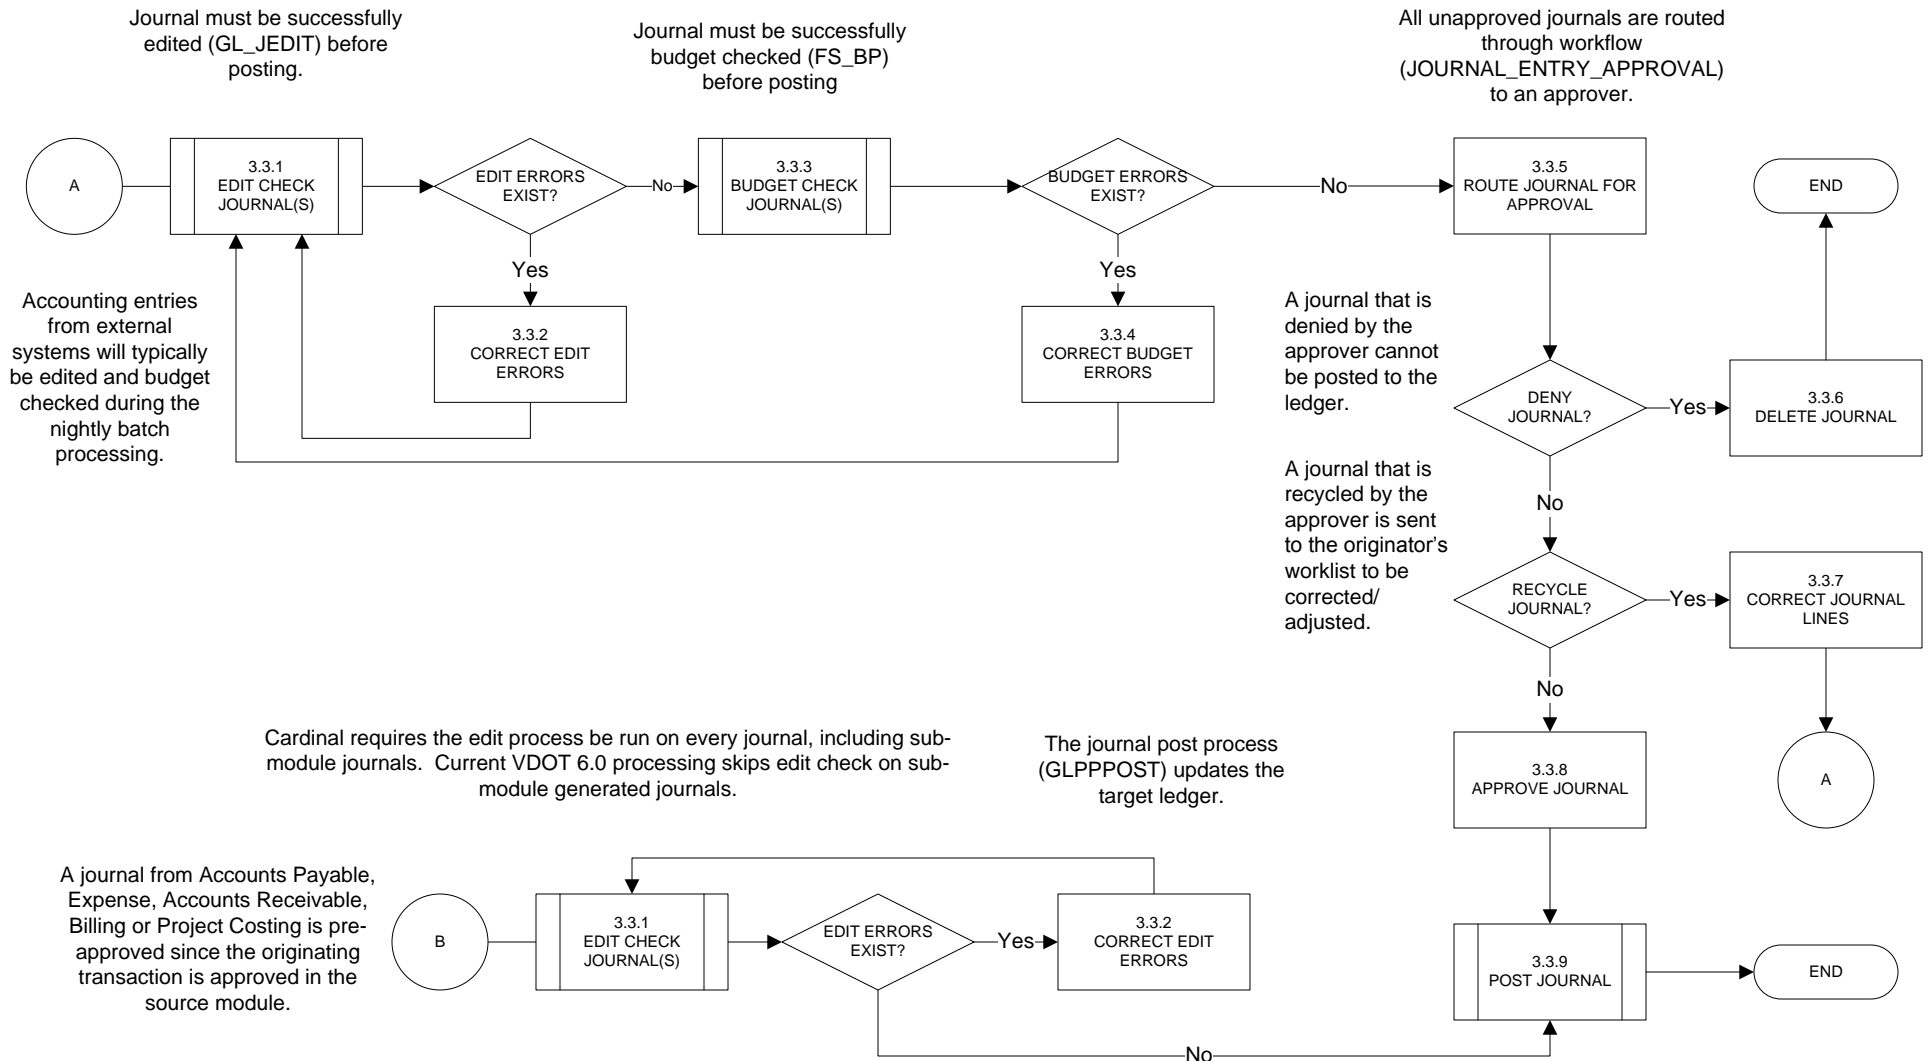 Journal must be successfully
edited (GL_JEDIT) before
posting.
Journal must be successfully
budget checked (FS_BP)
before posting
All unapproved journals are routed
through workflow
(JOURNAL_ENTRY_APPROVAL)
to an approver.
A
3.3.1
EDIT CHECK
JOURNAL(S)
EDIT ERRORS
EXIST?
No
3.3.3
BUDGET CHECK
JOURNAL(S)
BUDGET ERRORS
EXIST?
No
3.3.5
ROUTE JOURNAL FOR
APPROVAL
END
Yes
Yes
Accounting entries
from external
systems will typically
be edited and budget
checked during the
nightly batch
processing.
3.3.2
CORRECT EDIT
ERRORS
3.3.4
CORRECT BUDGET
ERRORS
A journal that is
denied by the
approver cannot
be posted to the
ledger.
DENY
JOURNAL?
Yes
3.3.6
DELETE JOURNAL
No
A journal that is
recycled by the
approver is sent
to the originator's
worklist to be
corrected/
adjusted.
RECYCLE
JOURNAL?
Yes
3.3.7
CORRECT JOURNAL
LINES
No
Cardinal requires the edit process be run on every journal, including sub-
module journals.  Current VDOT 6.0 processing skips edit check on sub-
module generated journals.
The journal post process
(GLPPPOST) updates the
target ledger.
3.3.8
APPROVE JOURNAL
A
A journal from Accounts Payable,
Expense, Accounts Receivable,
Billing or Project Costing is pre-
approved since the originating
transaction is approved in the
source module.
B
3.3.1
EDIT CHECK
JOURNAL(S)
EDIT ERRORS
EXIST?
Yes
3.3.2
CORRECT EDIT
ERRORS
3.3.9
POST JOURNAL
END
No